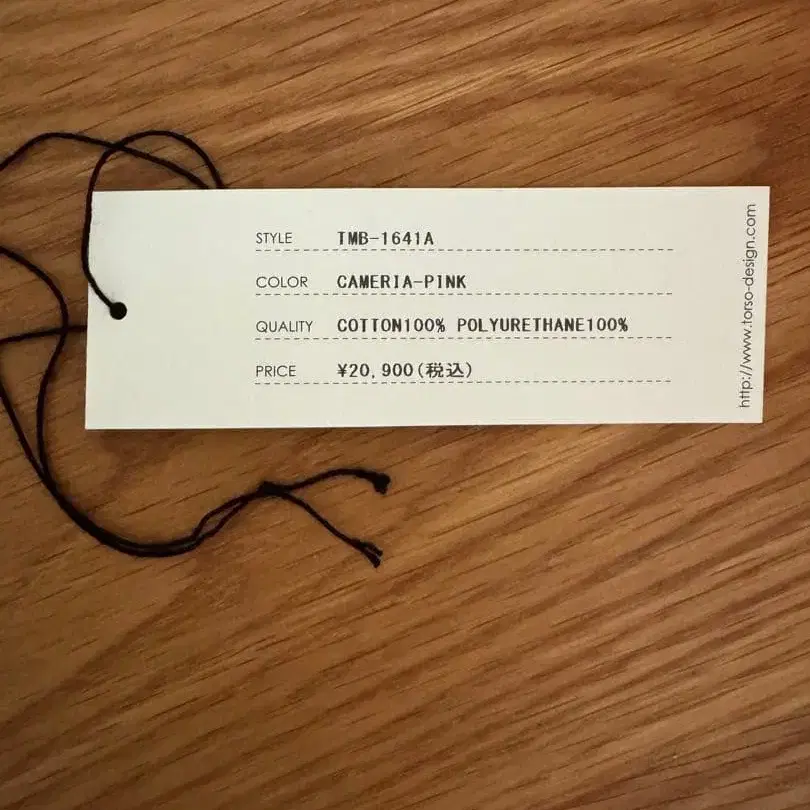 STYLE TMB-1641A
COLOR CAMERIA-PINK
QUALITY COTTON100% POLYURETHANE100%
PRICE ¥20,900(税込)
http://www.torso-design.com